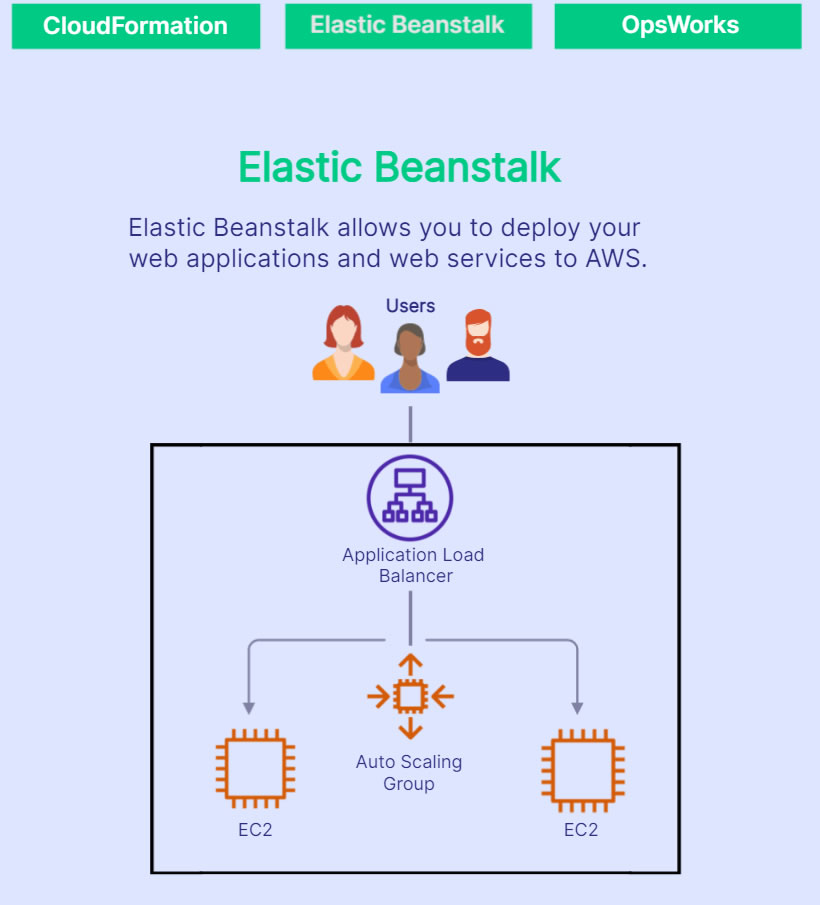 CloudFormation
Elastic Beanstalk
OpsWorks
Elastic Beanstalk
Elastic Beanstalk allows you to deploy your
web applications and web services to AWS.
Users
Application Load
Balancer
Auto Scaling
Group
EC2
EC2